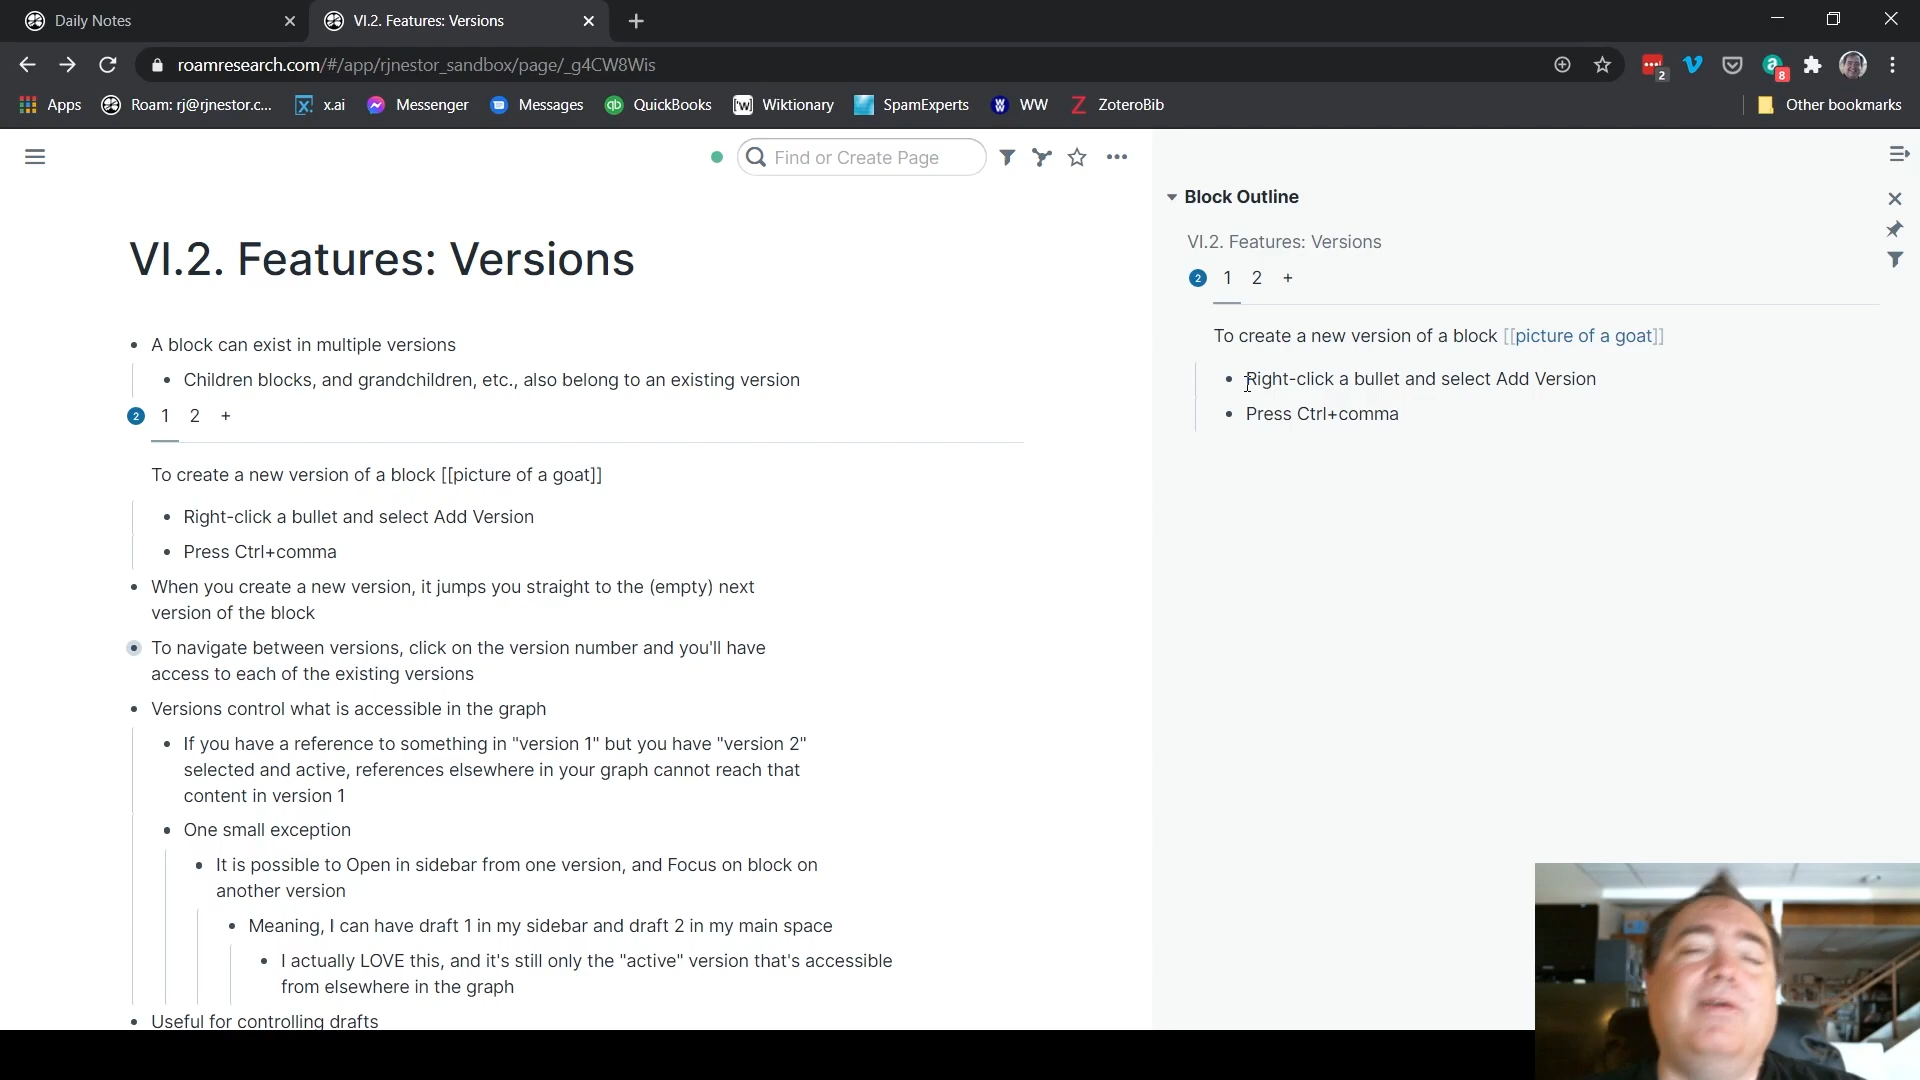 Daily Notes
VI.2. Features: Versions
roamresearch.com/#/app/rjnestor_sandbox/page/_g4CW8Wis
2
8
Apps
Roam: rj@rjnestor.c...
x.ai
Messenger
Messages
QuickBooks
Wiktionary
SpamExperts
WW
ZoteroBib
Other bookmarks
Find or Create Page
VI.2. Features: Versions
A block can exist in multiple versions
Children blocks, and grandchildren, etc., also belong to an existing version
2 1 2 +
To create a new version of a block [[picture of a goat]]
Right-click a bullet and select Add Version
Press Ctrl+comma
When you create a new version, it jumps you straight to the (empty) next
version of the block
To navigate between versions, click on the version number and you'll have
access to each of the existing versions
Versions control what is accessible in the graph
If you have a reference to something in "version 1" but you have "version 2"
selected and active, references elsewhere in your graph cannot reach that
content in version 1
One small exception
It is possible to Open in sidebar from one version, and Focus on block on
another version
Meaning, I can have draft 1 in my sidebar and draft 2 in my main space
I actually LOVE this, and it's still only the "active" version that's accessible
from elsewhere in the graph
Useful for controlling drafts
Block Outline
VI.2. Features: Versions
2 1 2 +
To create a new version of a block [[picture of a goat]]
Right-click a bullet and select Add Version
Press Ctrl+comma